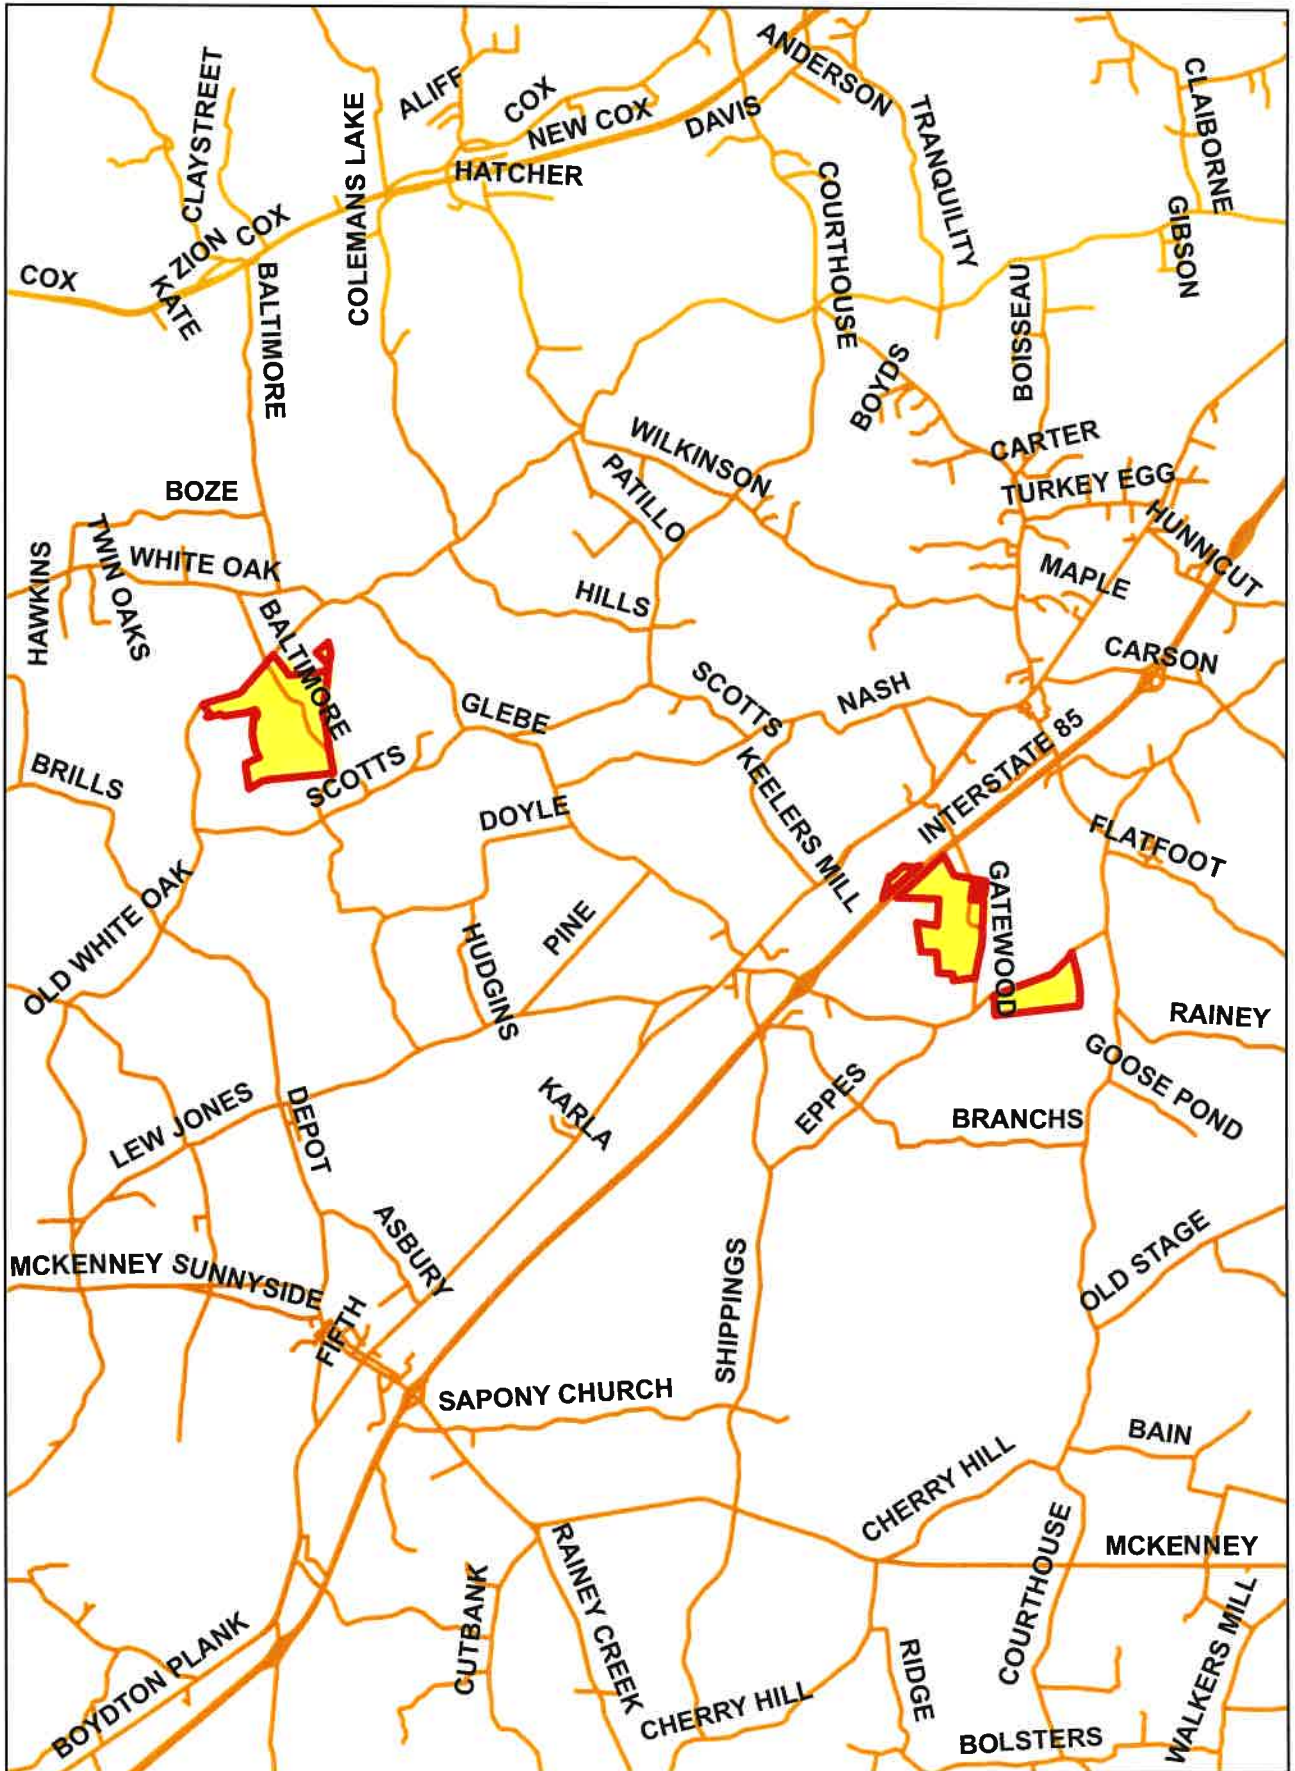 ANDERSON
CLAYSTREET
ALIFF
COX
NEW COX
DAVIS
TRANQUILITY
CLAIBORNE
COLEMANS LAKE
HATCHER
COURTHOUSE
GIBSON
ZION
COX
COX
KATE
BALTIMORE
BOISSEAU
BOYDS
WILKINSON
CARTER
PATILLO
TURKEY EGG
BOZE
HUNNICUT
TWIN OAKS
WHITE OAK
HAWKINS
MAPLE
HILLS
BALTIMORE
CARSON
SCOTTS
NASH
GLEBE
INTERSTATE 85
BRILLS
SCOTTS
KEELERS MILL
DOYLE
FLATFOOT
OLD WHITE OAK
GATEWOOD
PINE
HUDGINS
RAINEY
GOOSE POND
KARLA
EPPES
LEW JONES
DEPOT
BRANCHS
ASBURY
MCKENNEY
SUNNYSIDE
OLD STAGE
SHIPPINGS
FIFTH
SAPONY CHURCH
BAIN
CHERRY HILL
COURTHOUSE
MCKENNEY
RAINEY CREEK
CUTBANK
WALKERS MILL
BOYDTON PLANK
RIDGE
CHERRY HILL
BOLSTERS